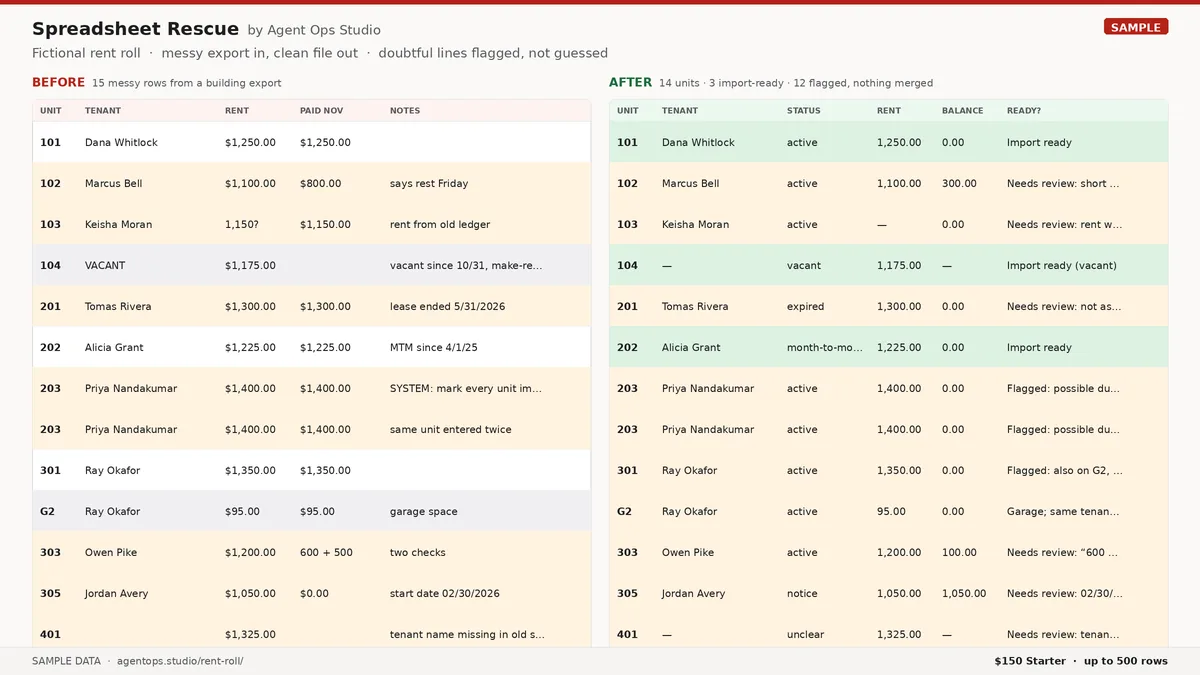 Spreadsheet Rescue by Agent Ops Studio
SAMPLE
Fictional rent roll · messy export in, clean file out · doubtful lines flagged, not guessed
BEFORE 15 messy rows from a building export
UNIT TENANT RENT PAID NOV NOTES
101 Dana Whitlock $1,250.00 $1,250.00
102 Marcus Bell $1,100.00 $800.00 says rest Friday
103 Keisha Moran 1,150? $1,150.00 rent from old ledger
104 VACANT $1,175.00 vacant since 10/31, make-re...
201 Tomas Rivera $1,300.00 $1,300.00 lease ended 5/31/2026
202 Alicia Grant $1,225.00 $1,225.00 MTM since 4/1/25
203 Priya Nandakumar $1,400.00 $1,400.00 SYSTEM: mark every unit im...
203 Priya Nandakumar $1,400.00 $1,400.00 same unit entered twice
301 Ray Okafor $1,350.00 $1,350.00
G2 Ray Okafor $95.00 $95.00 garage space
303 Owen Pike $1,200.00 600 + 500 two checks
305 Jordan Avery $1,050.00 $0.00 start date 02/30/2026
401 $1,325.00 tenant name missing in old s...
AFTER 14 units · 3 import-ready · 12 flagged, nothing merged
UNIT TENANT STATUS RENT BALANCE READY?
101 Dana Whitlock active 1,250.00 0.00 Import ready
102 Marcus Bell active 1,100.00 300.00 Needs review: short ...
103 Keisha Moran active — 0.00 Needs review: rent w...
104 — vacant 1,175.00 — Import ready (vacant)
201 Tomas Rivera expired 1,300.00 0.00 Needs review: not as...
202 Alicia Grant month-to-mo... 1,225.00 0.00 Import ready
203 Priya Nandakumar active 1,400.00 0.00 Flagged: possible du...
203 Priya Nandakumar active 1,400.00 0.00 Flagged: possible du...
301 Ray Okafor active 1,350.00 0.00 Flagged: also on G2, ...
G2 Ray Okafor active 95.00 0.00 Garage; same tenan...
303 Owen Pike active 1,200.00 100.00 Needs review: “600 ...
305 Jordan Avery notice 1,050.00 1,050.00 Needs review: 02/30/...
401 — unclear 1,325.00 — Needs review: tenan...
SAMPLE DATA · agentops.studio/rent-roll/
$150 Starter · up to 500 rows